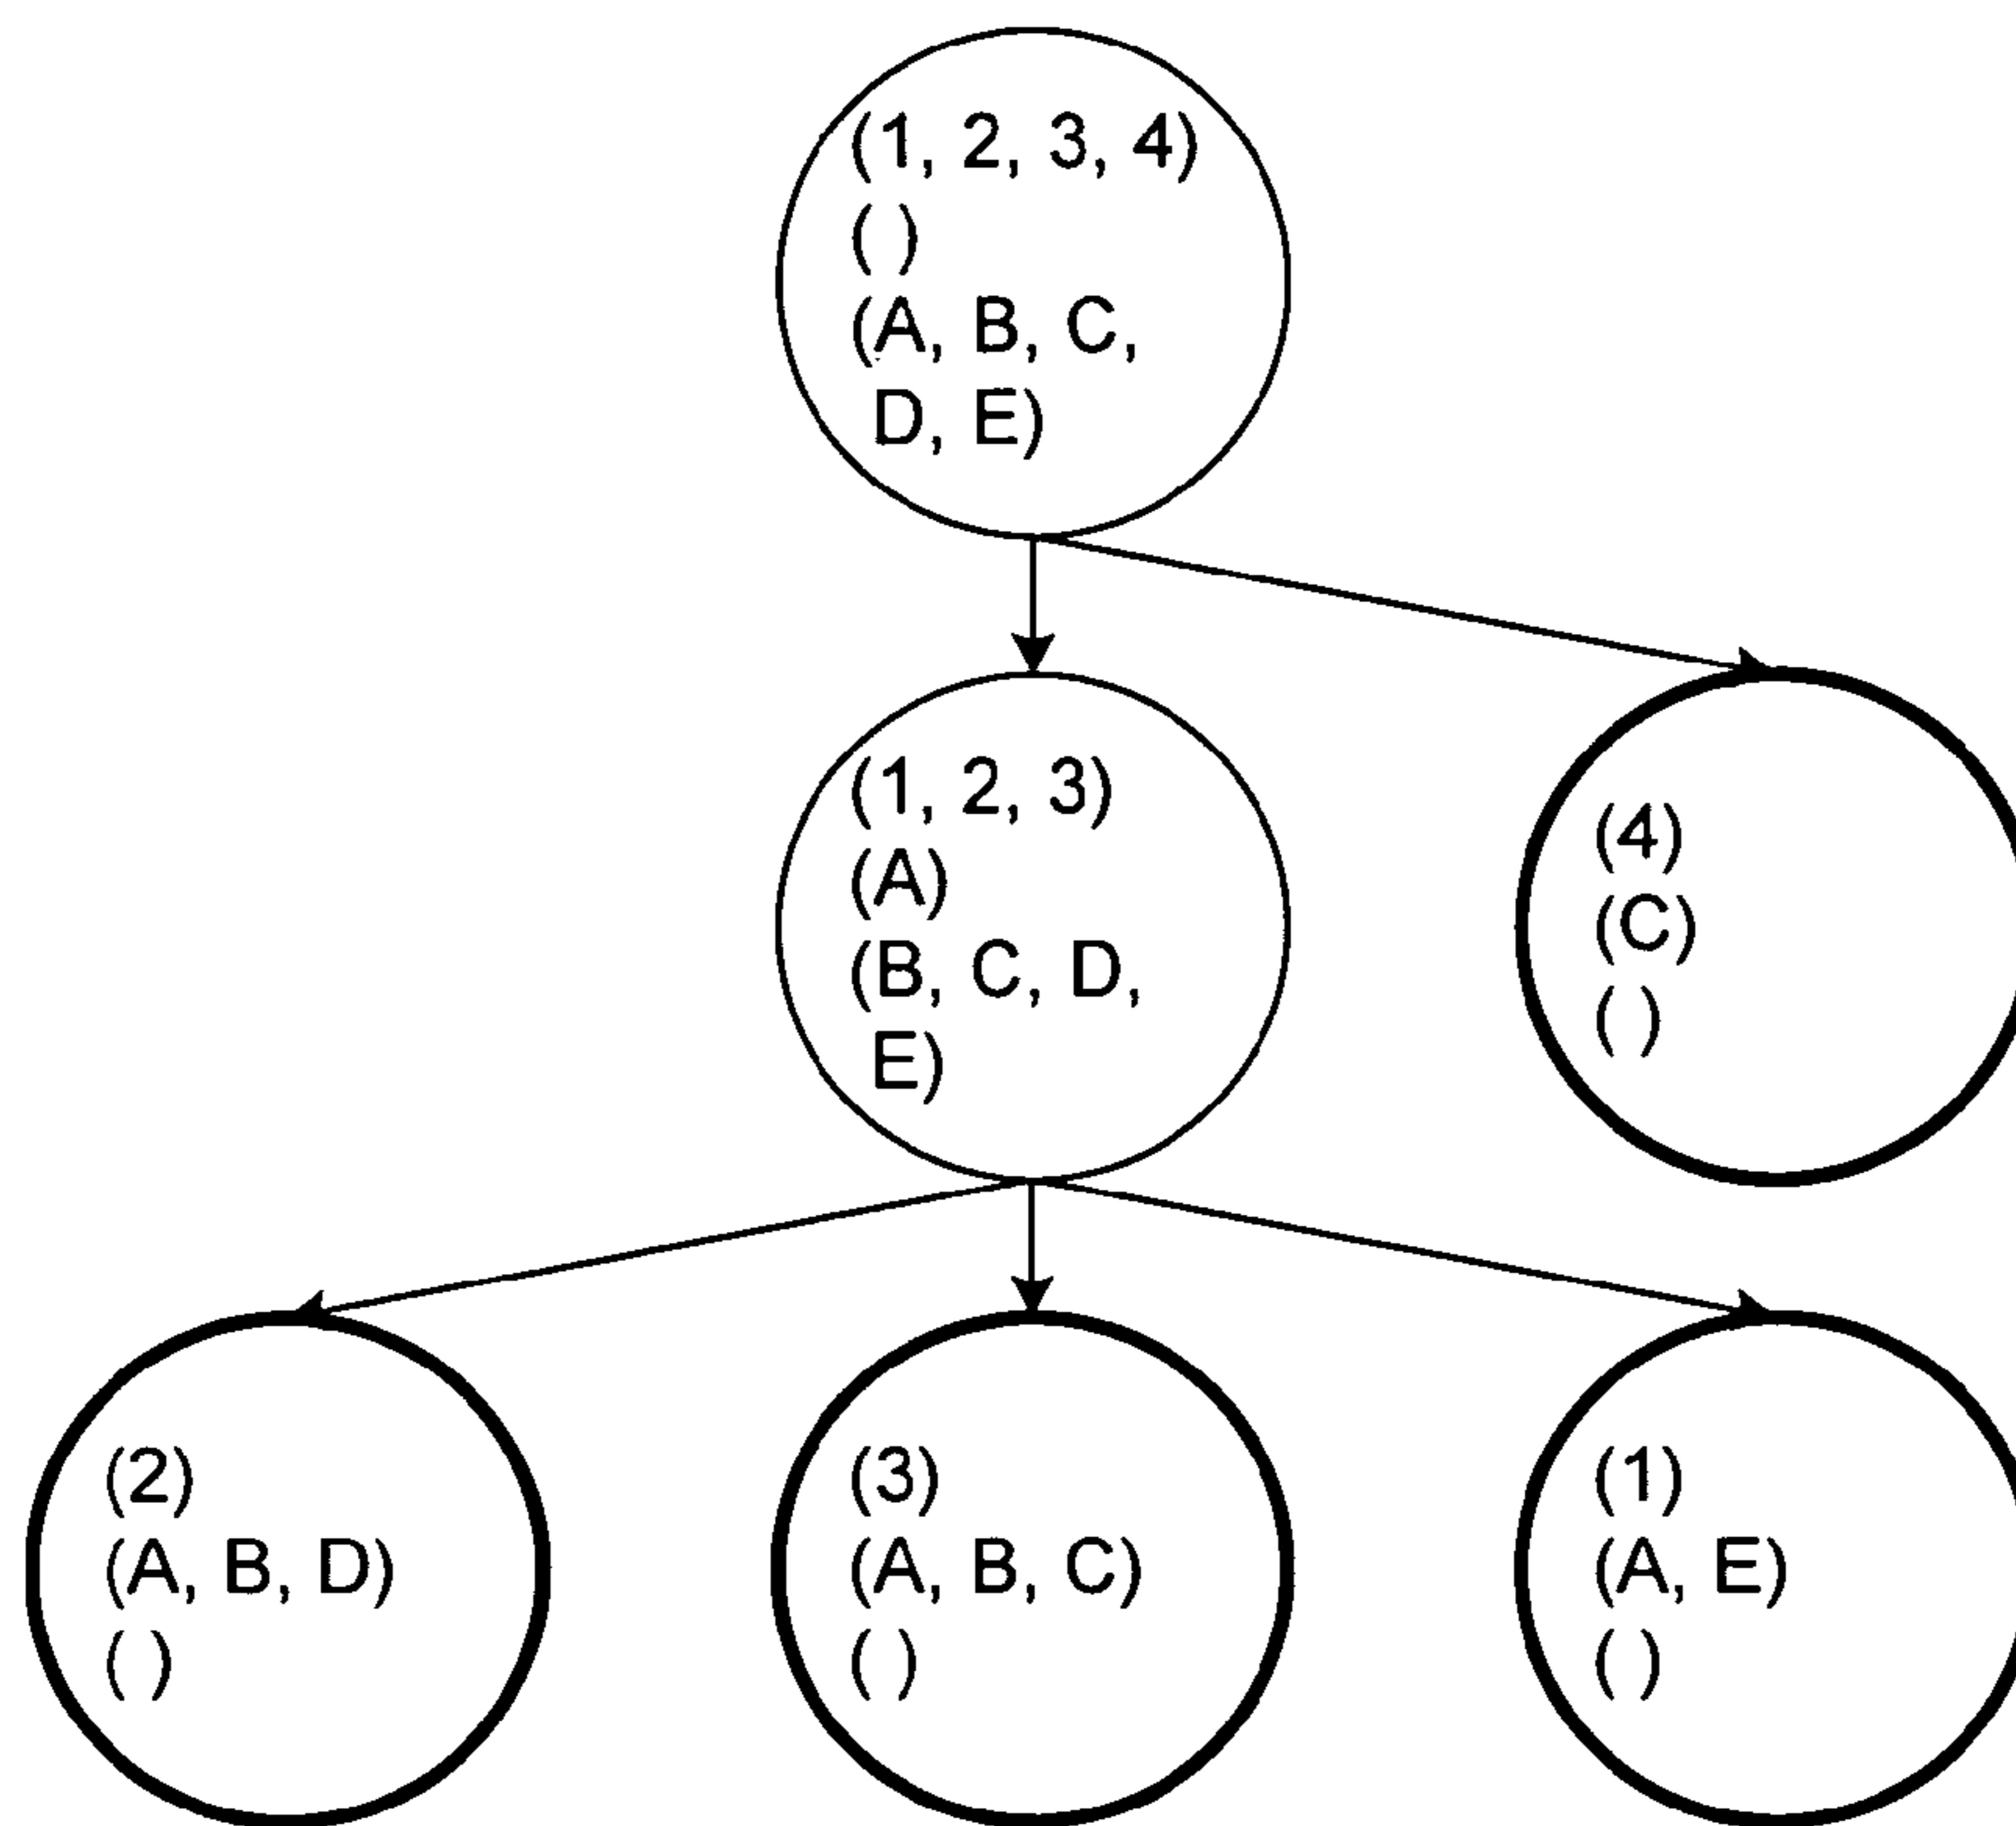 (1, 2, 3, 4)
( )
(A, B, C,
D, E)
(1, 2, 3)
(A)
(B, C, D,
E)
(4)
(C)
( )
(2)
(A, B, D)
( )
(3)
(A, B, C)
( )
(1)
(A, E)
( )